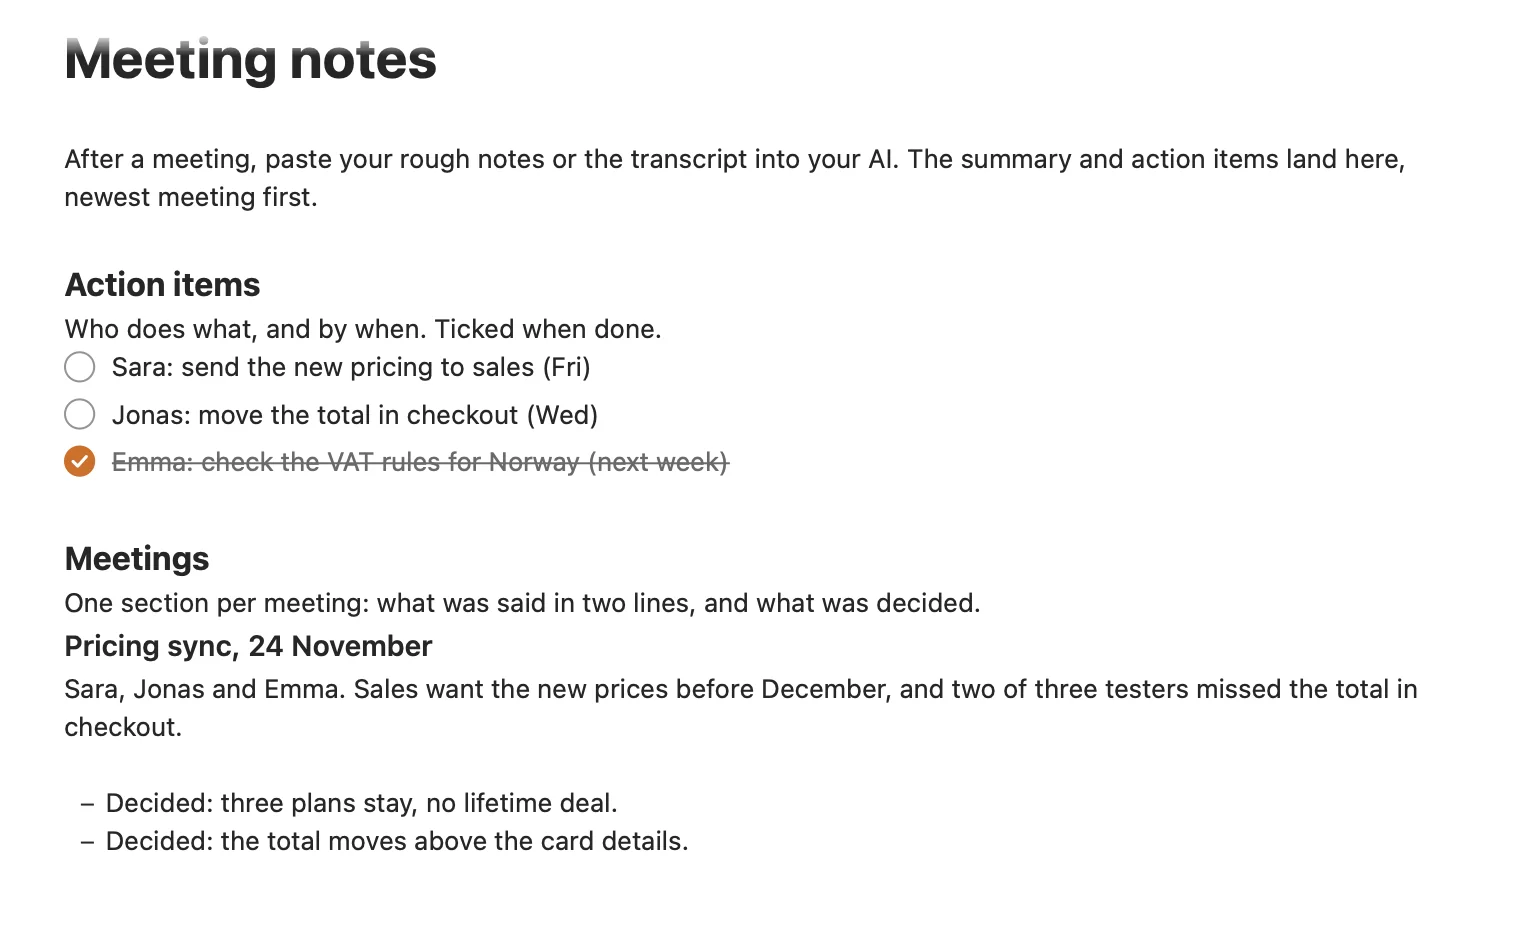 Meeting notes
After a meeting, paste your rough notes or the transcript into your AI. The summary and action items land here,
newest meeting first.
Action items
Who does what, and by when. Ticked when done.
Sara: send the new pricing to sales (Fri)
Jonas: move the total in checkout (Wed)
Emma: check the VAT rules for Norway (next week)
Meetings
One section per meeting: what was said in two lines, and what was decided.
Pricing sync, 24 November
Sara, Jonas and Emma. Sales want the new prices before December, and two of three testers missed the total in
checkout.
– Decided: three plans stay, no lifetime deal.
– Decided: the total moves above the card details.